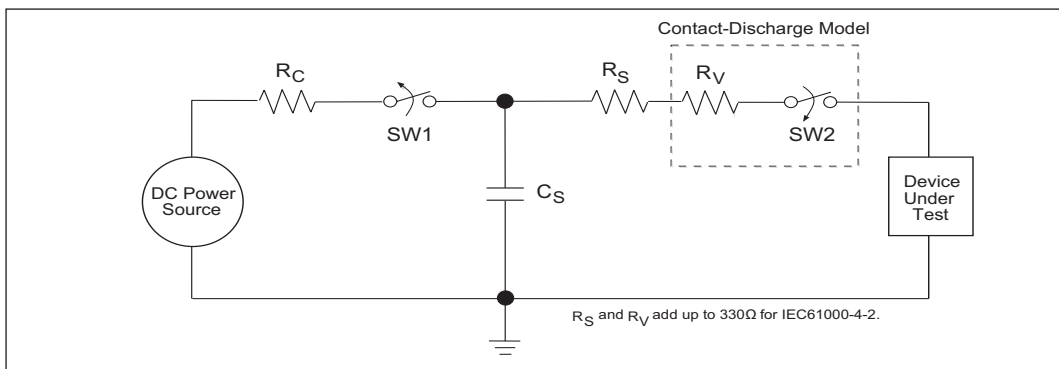 Contact-Discharge Model
RC
RS
RV
SW1
SW2
DC Power
Source
CS
Device
Under
Test
RS and RV add up to 330Ω for IEC61000-4-2.